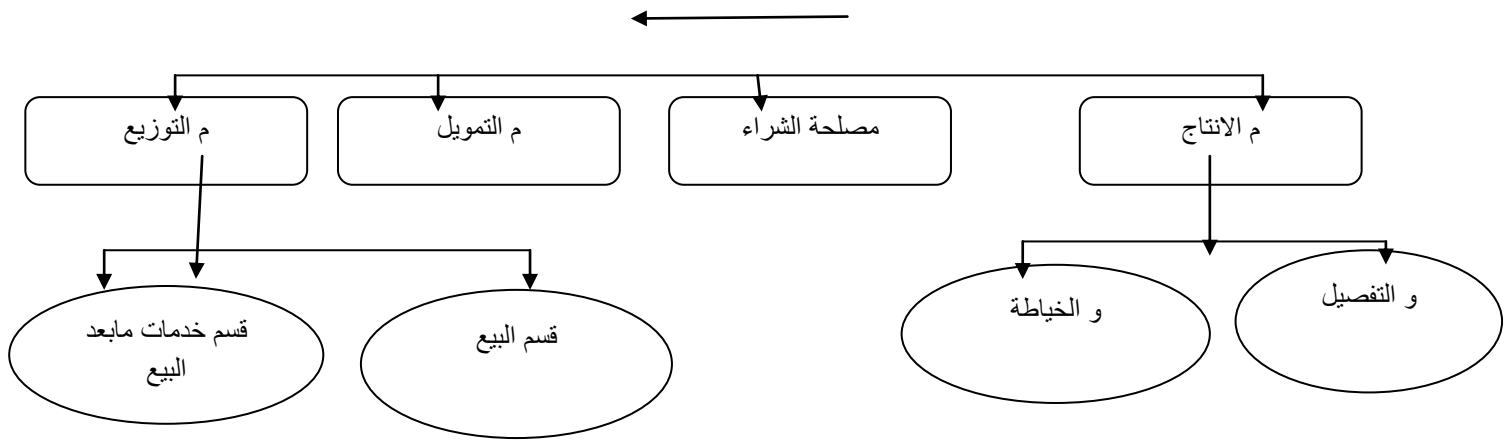 م الانتاج
مصلحة الشراء
م التمويل
م التوزيع
و التفصيل
و الخياطة
قسم البيع
قسم خدمات مابعد
البيع